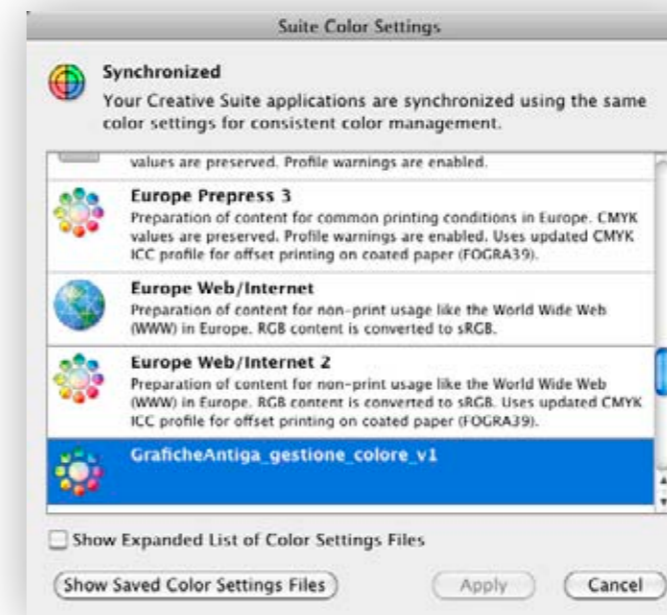 Suite Color Settings
Synchronized
Your Creative Suite applications are synchronized using the same
color settings for consistent color management.
values are preserved. Profile warnings are enabled.
Europe Prepress 3
Preparation of content for common printing conditions in Europe. CMYK
values are preserved. Profile warnings are enabled. Uses updated CMYK
ICC profile for offset printing on coated paper (FOGRA39).
Europe Web/Internet
Preparation of content for non-print usage like the World Wide Web
(WWW) in Europe. RGB content is converted to sRGB.
Europe Web/Internet 2
Preparation of content for non-print usage like the World Wide Web
(WWW) in Europe. RGB content is converted to sRGB. Uses updated CMYK
ICC profile for offset printing on coated paper (FOGRA39).
GraficheAntiga_gestione_colore_v1
Show Expanded List of Color Settings Files
Show Saved Color Settings Files
Apply
Cancel